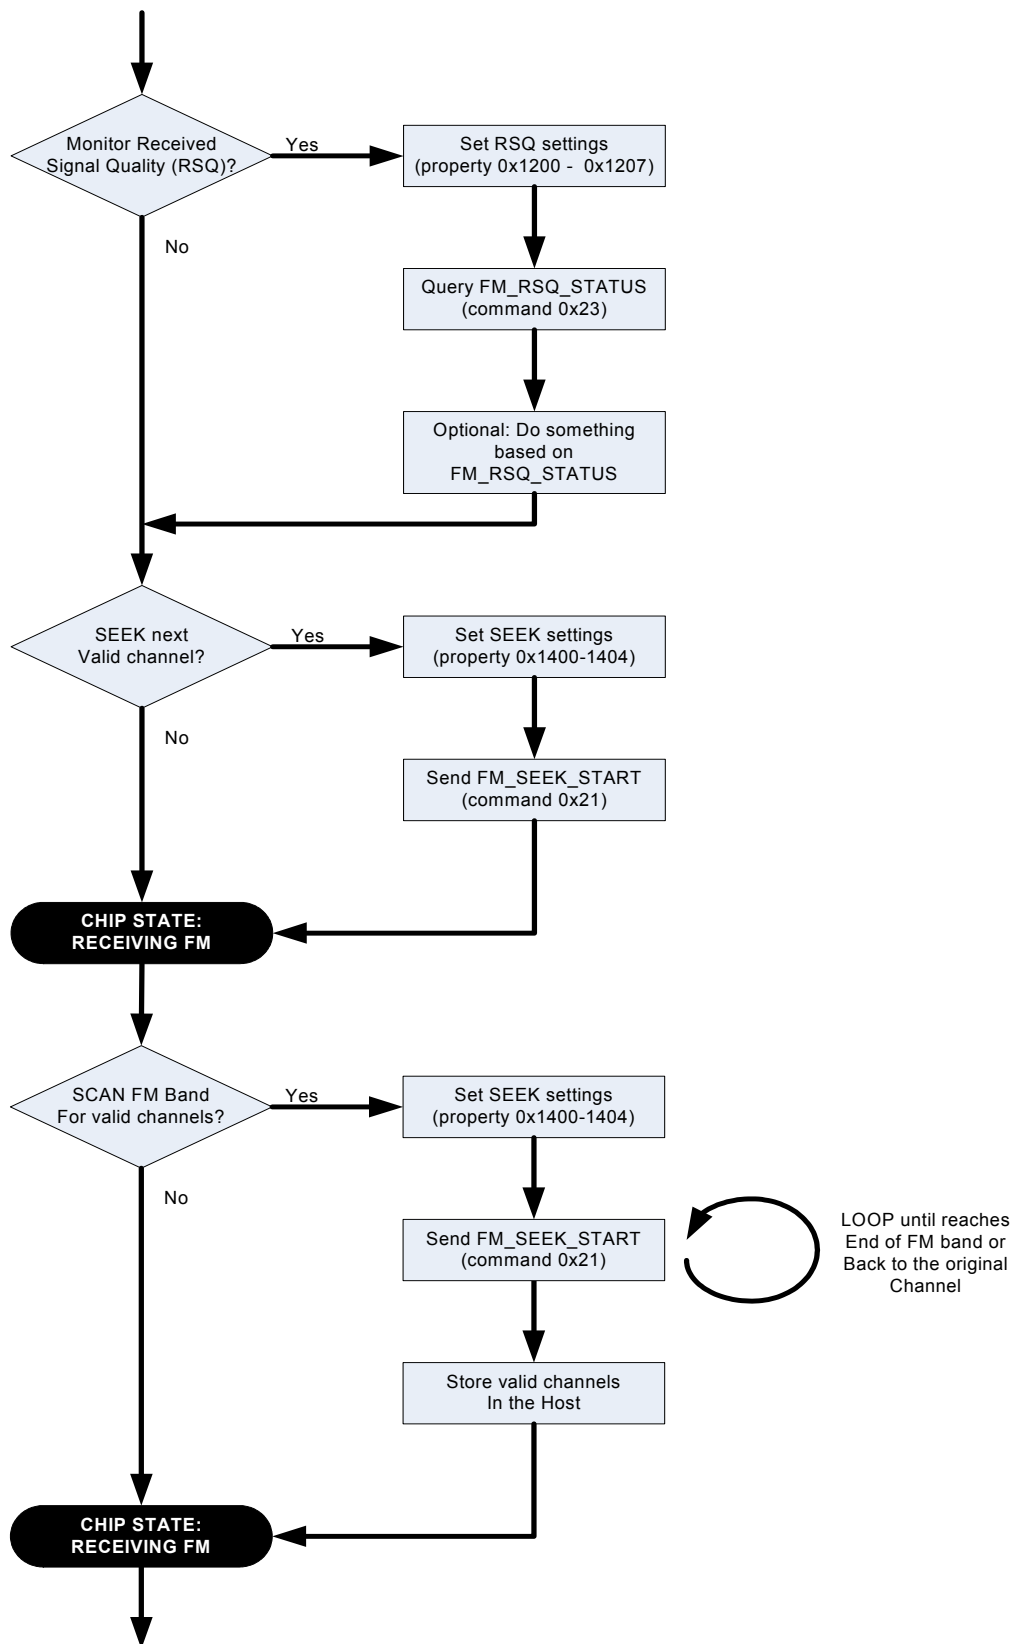 Monitor Received
Signal Quality (RSQ)?
Yes
Set RSQ settings
(property 0x1200 - 0x1207)
No
Query FM_RSQ_STATUS
(command 0x23)
Optional: Do something
based on
FM_RSQ_STATUS
SEEK next
Valid channel?
Yes
Set SEEK settings
(property 0x1400-1404)
No
Send FM_SEEK_START
(command 0x21)
CHIP STATE:
RECEIVING FM
SCAN FM Band
For valid channels?
Yes
Set SEEK settings
(property 0x1400-1404)
No
Send FM_SEEK_START
(command 0x21)
LOOP until reaches
End of FM band or
Back to the original
Channel
Store valid channels
In the Host
CHIP STATE:
RECEIVING FM